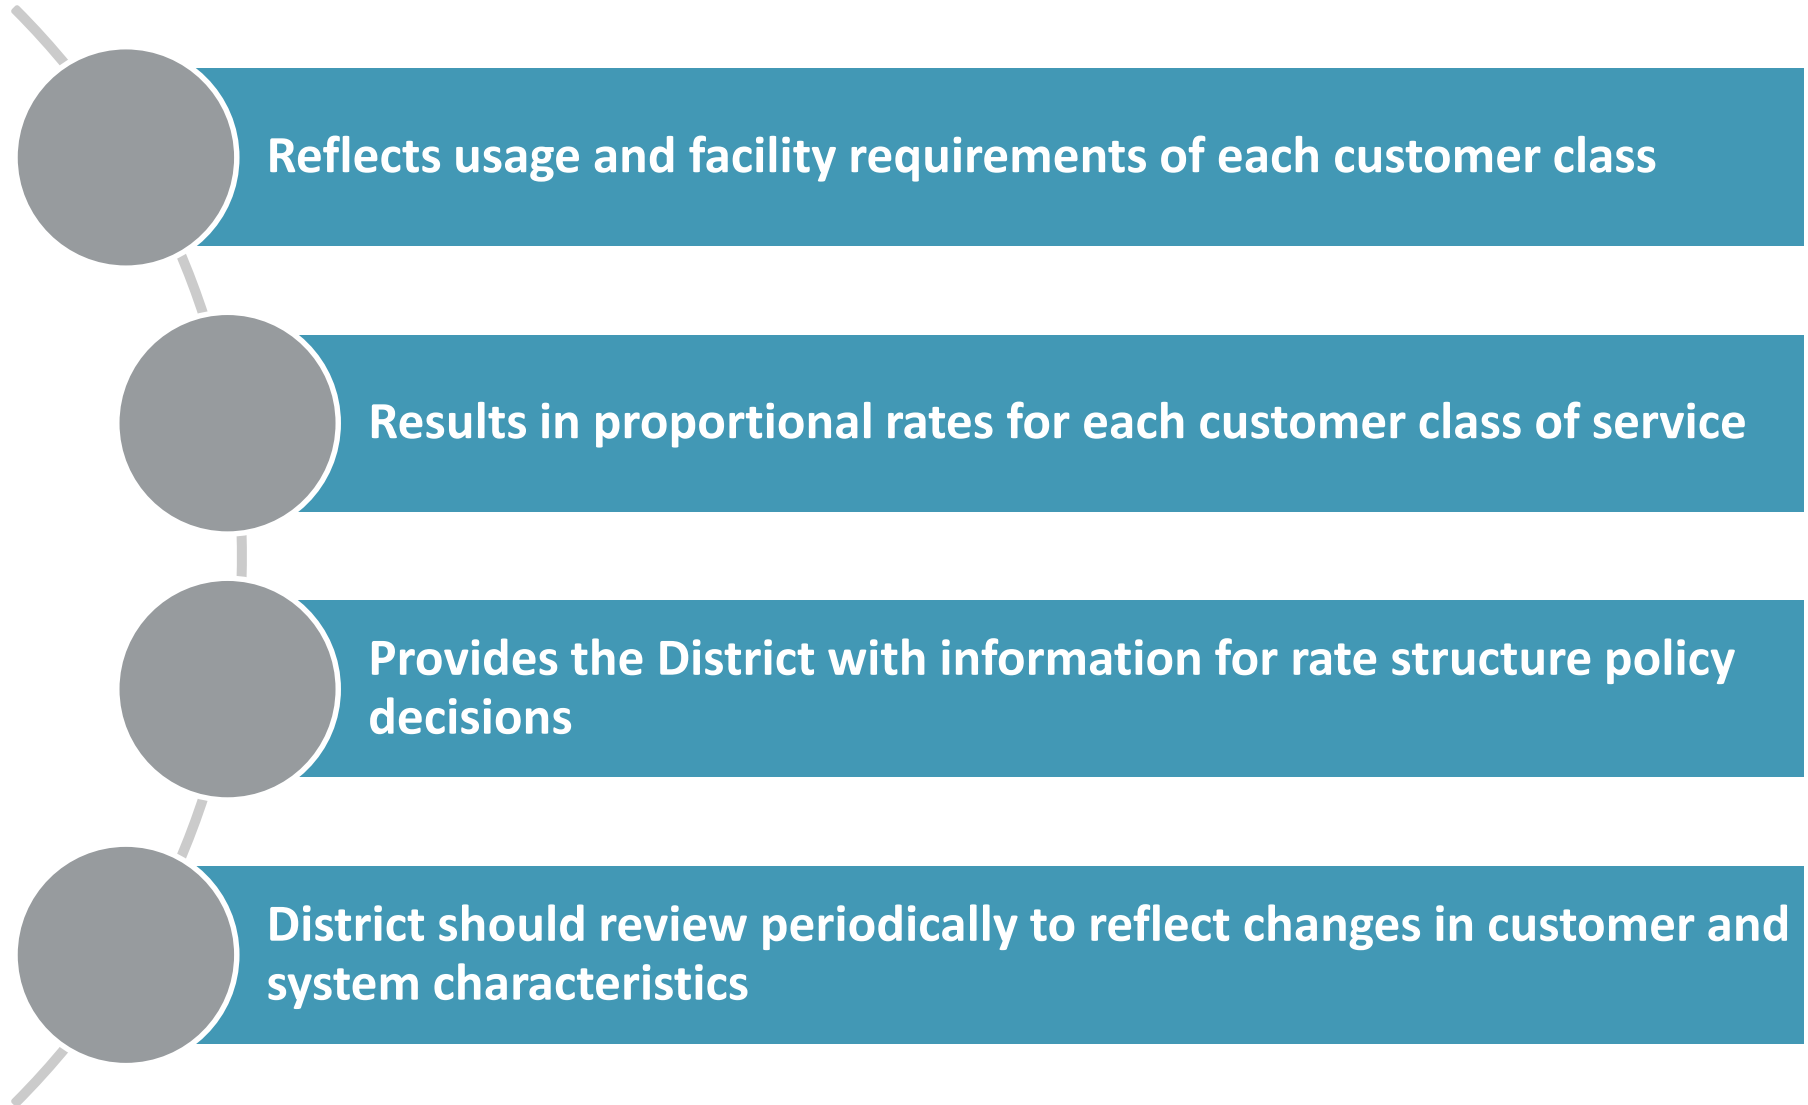 Reflects usage and facility requirements of each customer class
Results in proportional rates for each customer class of service
Provides the District with information for rate structure policy
decisions
District should review periodically to reflect changes in customer and
system characteristics